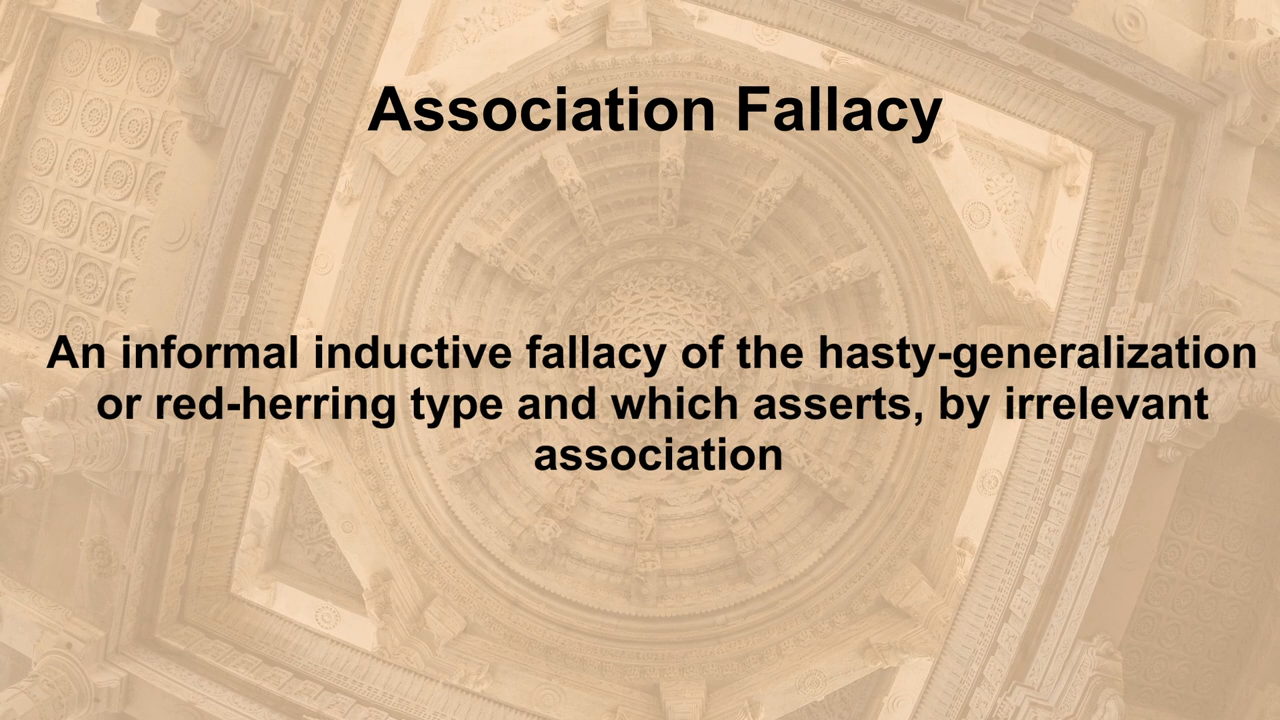 Association Fallacy
An informal inductive fallacy of the hasty-generalization
or red-herring type and which asserts, by irrelevant
association